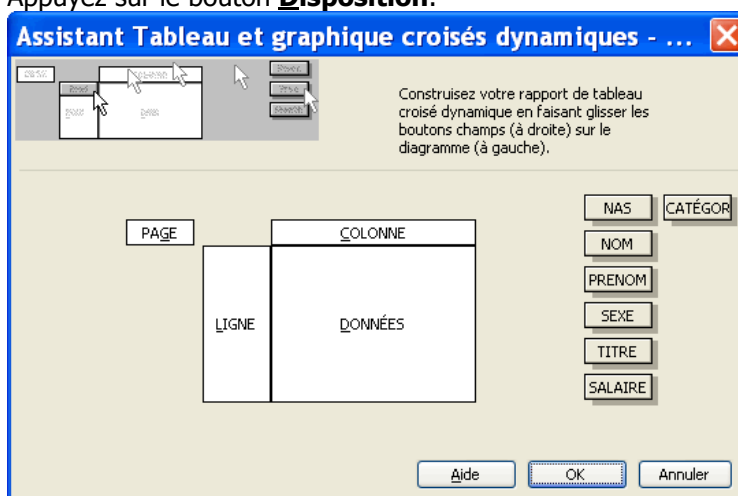 Appuyez sur le bouton Disposition.
Assistant Tableau et graphique croisés dynamiques - ...
Construisez votre rapport de tableau
croisé dynamique en faisant glisser les
boutons champs (à droite) sur le
diagramme (à gauche).
PAGE
COLONNE
LIGNE
DONNÉES
NAS
CATÉGOR
NOM
PRENOM
SEXE
TITRE
SALAIRE
Aide
OK
Annuler